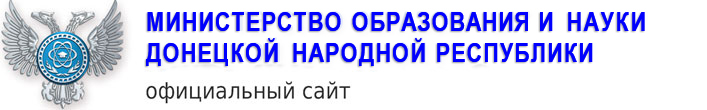 МИНИСТЕРСТВО ОБРАЗОВАНИЯ И НАУКИ
ДОНЕЦКОЙ НАРОДНОЙ РЕСПУБЛИКИ
официальный сайт